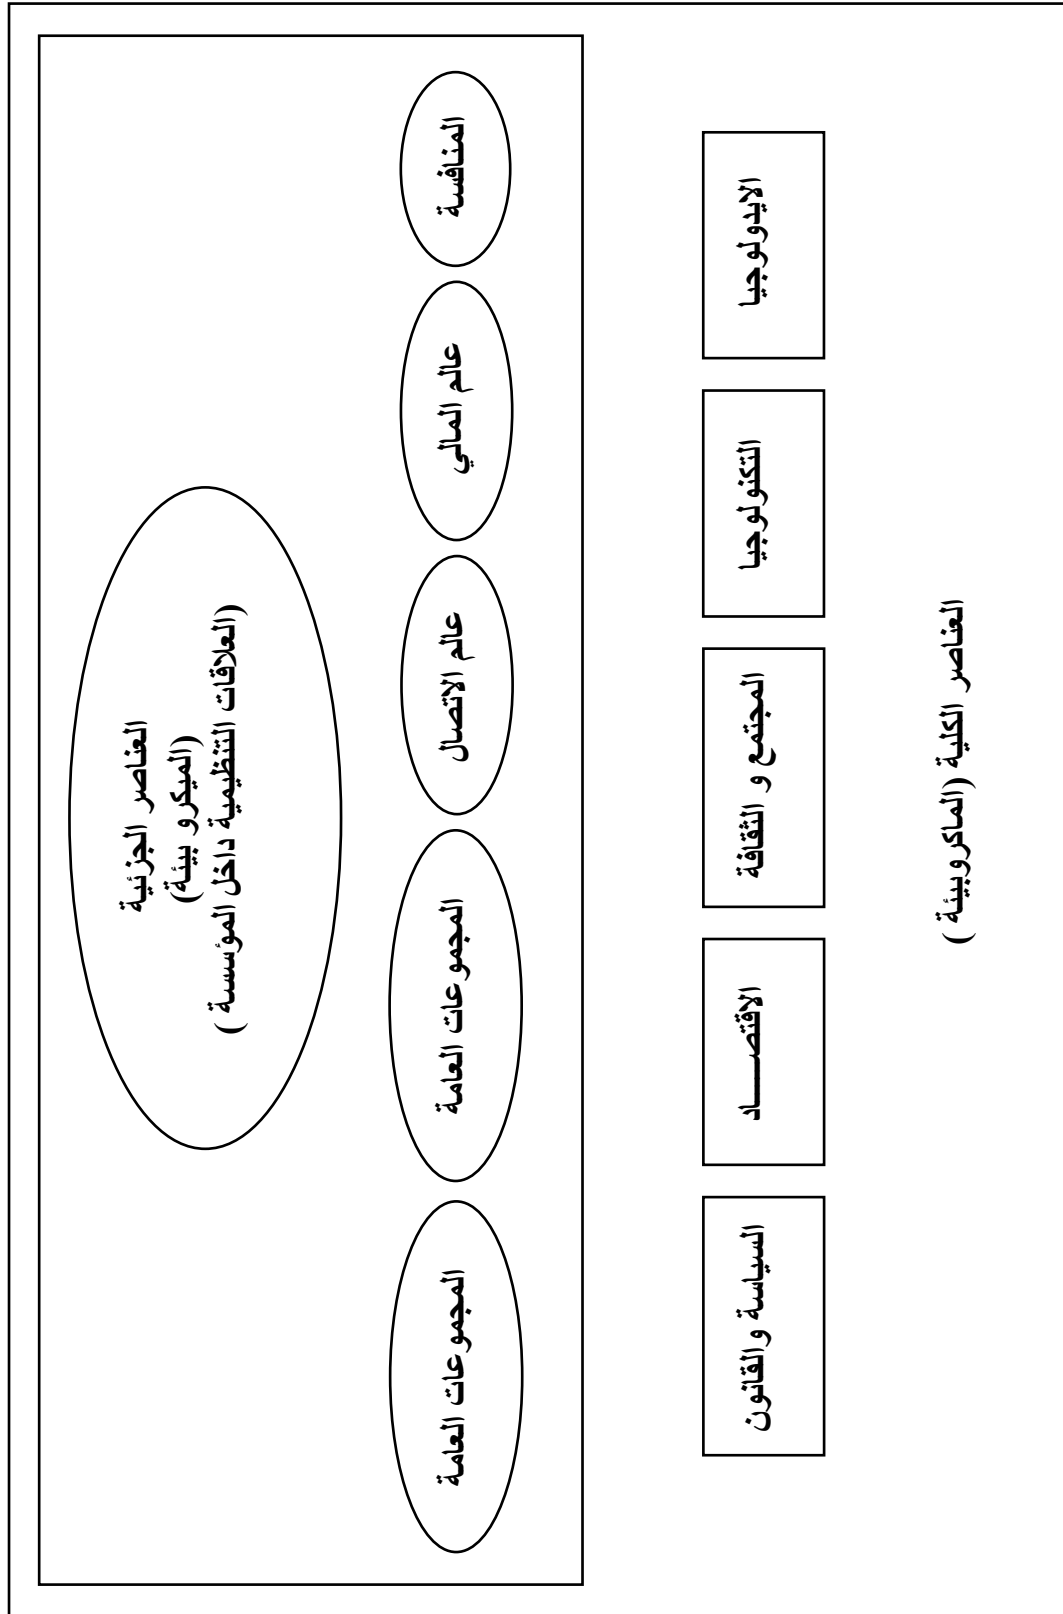 العناصر الجزئية
(الميكرو بيئة)
(العلاقات التنظيمية داخل المؤسسة )
المنافسة
عالم المالي
عالم الاتصال
المجموعات العامة
المجموعات العامة
الايدولوجيا
التكنولوجيا
المجتمع و الثقافة
الاقتصـــاد
السياسة والقانون
العناصر الكلية (الماكروبيئة )